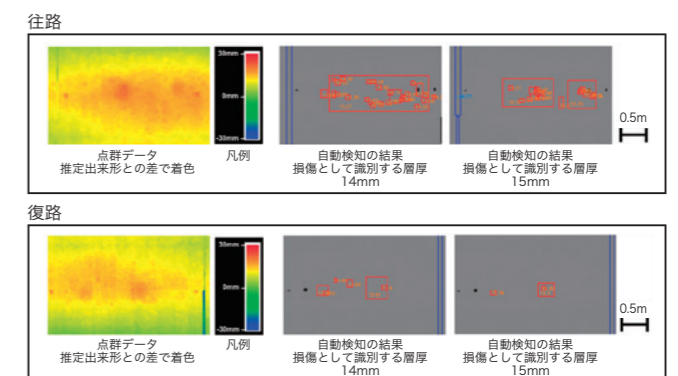 往路
30mm
0mm
-30mm
0.5m
点群データ
推定出来形との差で着色
凡例
自動検知の結果
損傷として識別する層厚
14mm
自動検知の結果
損傷として識別する層厚
15mm
復路
30mm
0mm
-30mm
0.5m
点群データ
推定出来形との差で着色
凡例
自動検知の結果
損傷として識別する層厚
14mm
自動検知の結果
損傷として識別する層厚
15mm